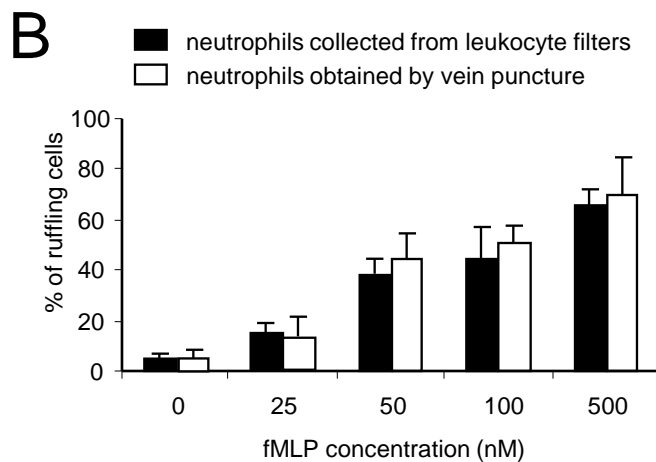 B
neutrophils collected from leukocyte filters
neutrophils obtained by vein puncture
% of ruffling cells
100
80
60
40
20
0
0 25 50 100 500
fMLP concentration (nM)